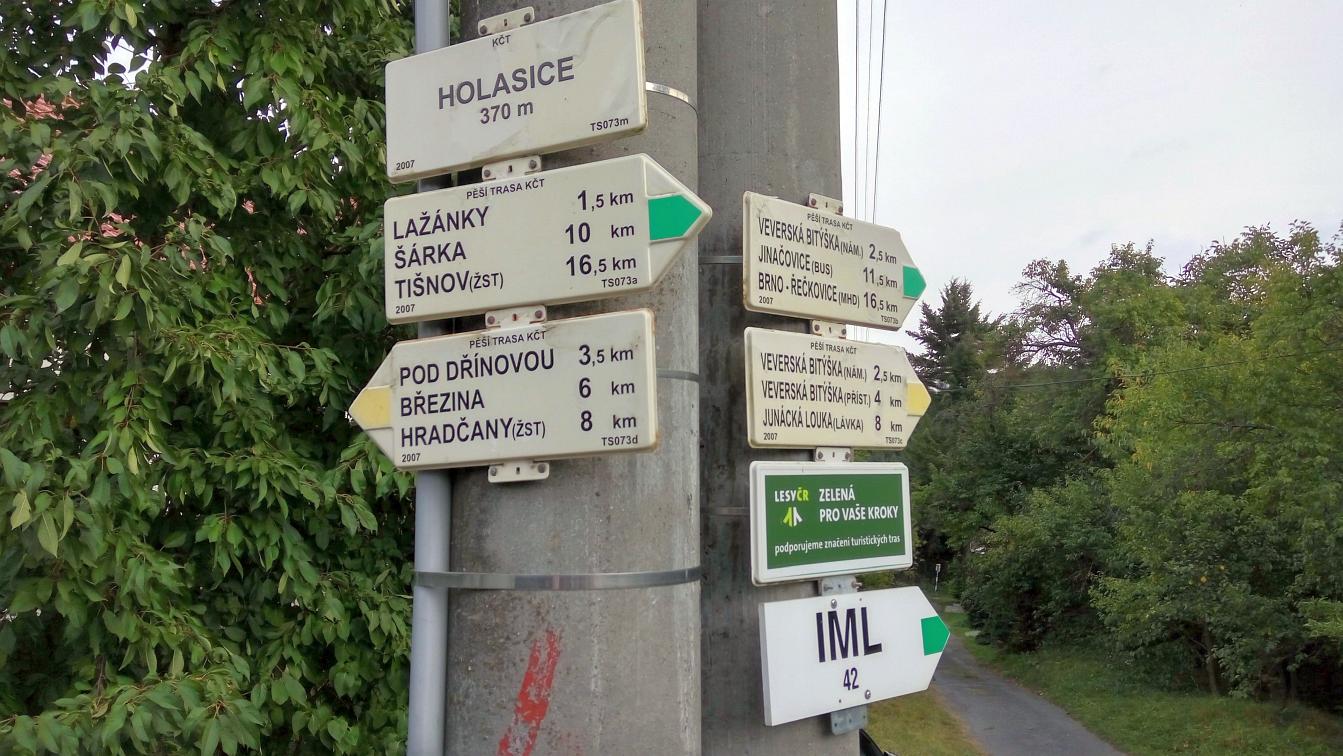 KČT
HOLASICE
370 m
2007 TS073m
PĚŠÍ TRASA KČT
LAŽÁNKY 1,5 km
ŠÁRKA 10 km
TIŠNOV(ŽST) 16,5 km
2007 TS073a
PĚŠÍ TRASA KČT
POD DŘÍNOVOU 3,5 km
BŘEZINA 6 km
HRADČANY(ŽST) 8 km
2007 TS073d
PĚŠÍ TRASA KČT
VEVERSKÁ BITÝŠKA(NÁM.) 2,5 km
JINAČOVICE(BUS) 11,5 km
BRNO - ŘEČKOVICE(MHD) 16,5 km
2007 TS073b
PĚŠÍ TRASA KČT
VEVERSKÁ BITÝŠKA(NÁM.) 2,5 km
VEVERSKÁ BITÝŠKA(PŘÍST.) 4 km
JUNÁCKÁ LOUKA(LÁVKA) 8 km
2007 TS073c
LESYČR ZELENÁ
PRO VAŠE KROKY
podporujeme značení turistických tras
IML
42